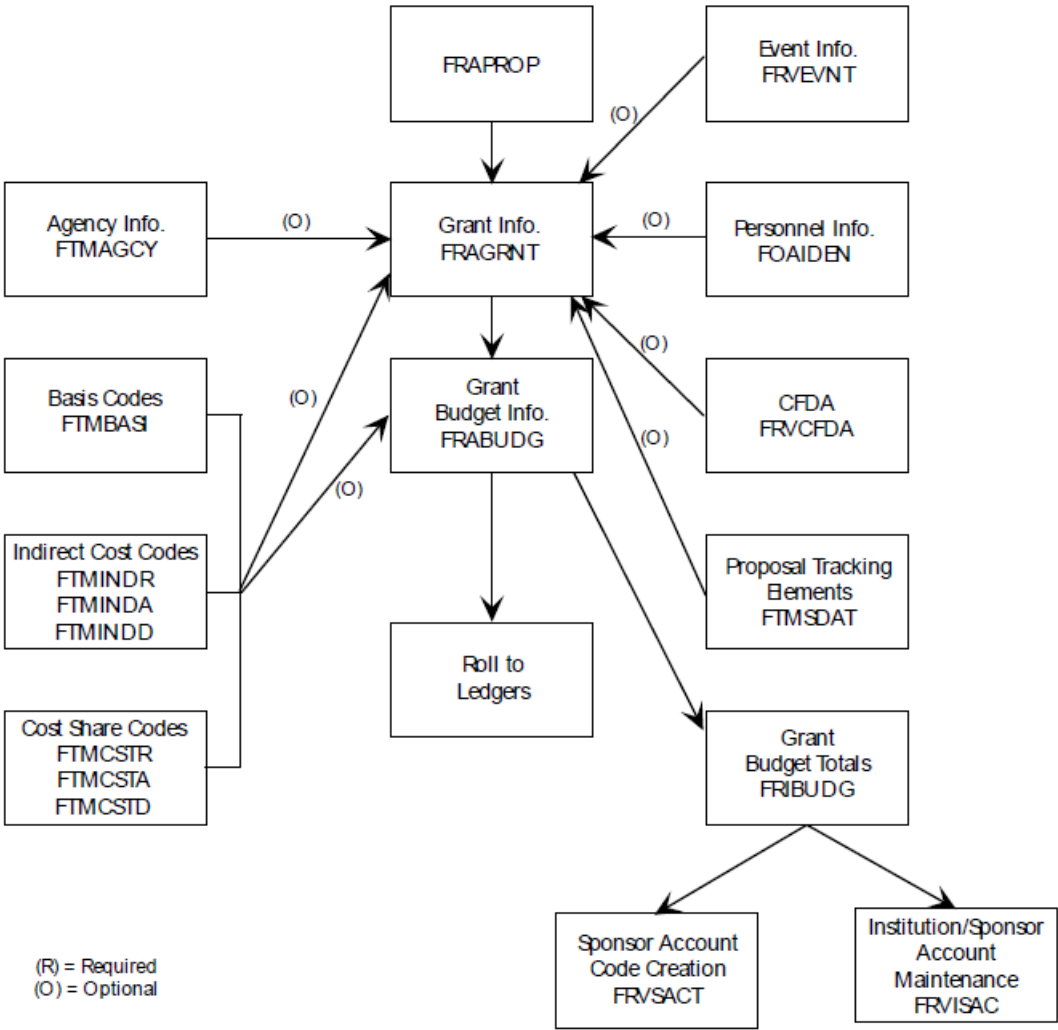 FRAPROP
Event Info.
FRVEVNT
(O)
Agency Info.
FTMAGCY
(O)
Grant Info.
FRAGRNT
(O)
Personnel Info.
FOAIDEN
Basis Codes
FTMBASI
(O)
Grant
Budget Info.
FRABUDG
(O)
CFDA
FRVCFDA
(O)
(O)
Indirect Cost Codes
FTMINDR
FTMINDA
FTMINDD
Proposal Tracking
Elements
FTMSDAT
Roll to
Ledgers
Cost Share Codes
FTMCSTR
FTMCSTA
FTMCSTD
Grant
Budget Totals
FRIBUDG
Sponsor Account
Code Creation
FRVSACT
Institution/Sponsor
Account
Maintenance
FRVISAC
(R) = Required
(O) = Optional